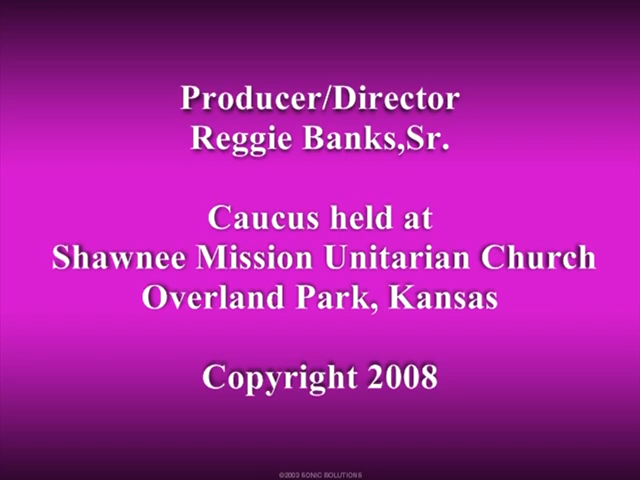 Producer/Director
Reggie Banks,Sr.
Caucus held at
Shawnee Mission Unitarian Church
Overland Park, Kansas
Copyright 2008
©2003 SONIC SOLUTIONS